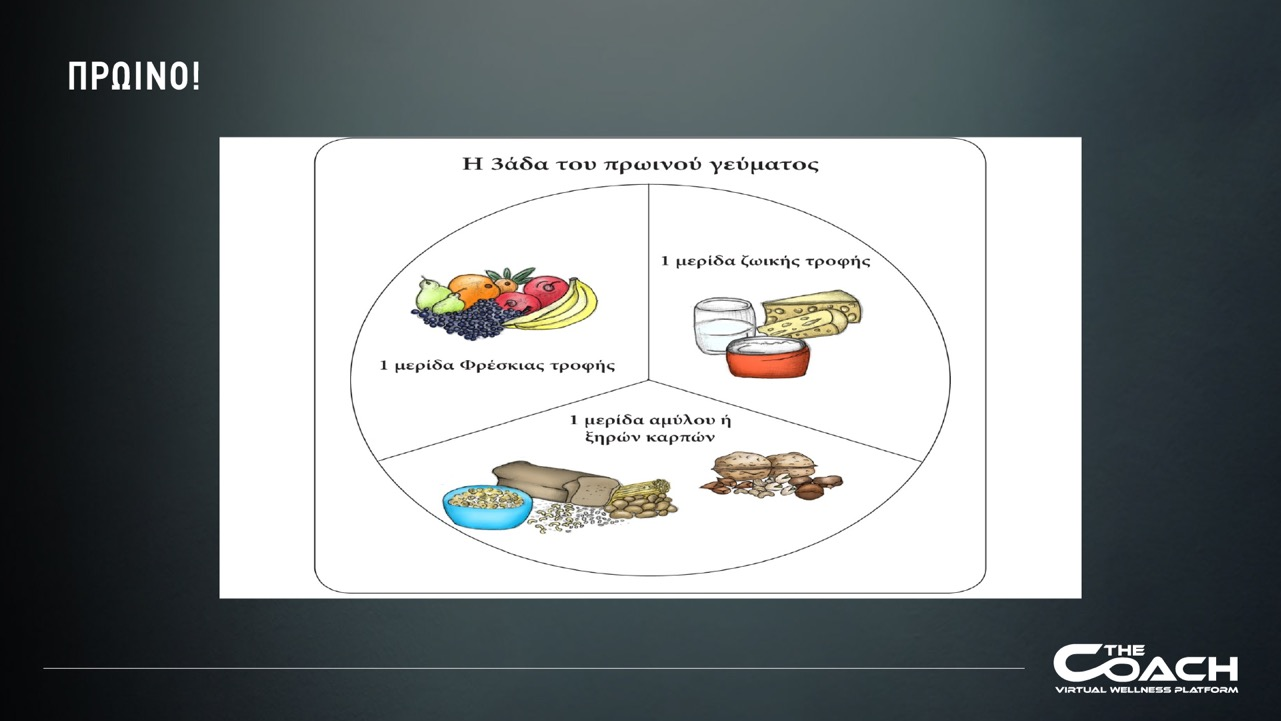 ΠΡΩΙΝΟ!
Η 3άδα του πρωινού γεύματος
1 μερίδα ζωικής τροφής
1 μερίδα Φρέσκιας τροφής
1 μερίδα αμύλου ή
ξηρών καρπών
THE
COACH
VIRTUAL WELLNESS PLATFORM